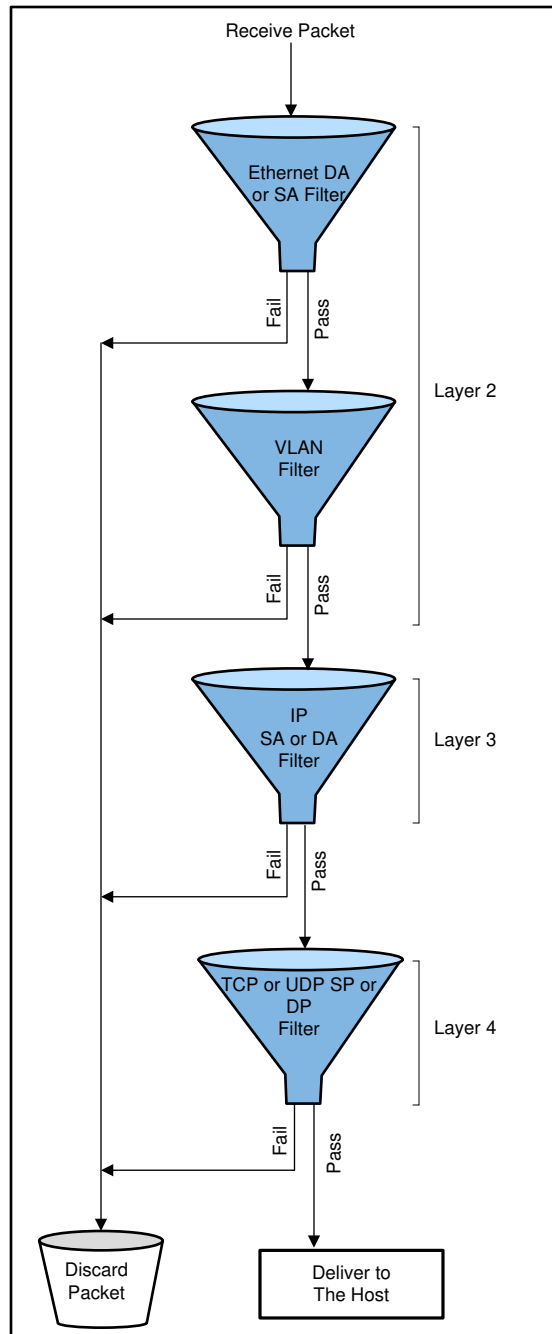 Receive Packet
Ethernet DA
or SA Filter
Fail
Pass
Layer 2
VLAN
Filter
Fail
Pass
IP
SA or DA
Filter
Layer 3
Fail
Pass
TCP or UDP SP or
DP
Filter
Layer 4
Fail
Pass
Discard
Packet
Deliver to
The Host